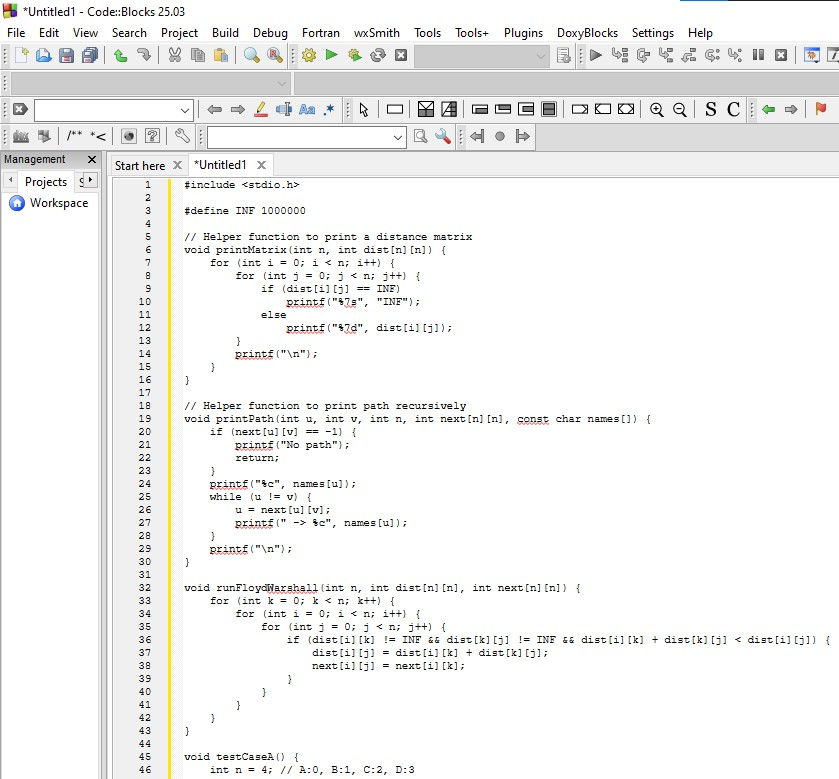 *Untitled1 - Code::Blocks 25.03
File Edit View Search Project Build Debug Fortran wxSmith Tools Tools+ Plugins DoxyBlocks Settings Help
Aa .* S C
/** *<
Management
Start here *Untitled1
Projects
Workspace
1 #include <stdio.h>
2
3 #define INF 1000000
4
5 // Helper function to print a distance matrix
6 void printMatrix(int n, int dist[n][n]) {
7 for (int i = 0; i < n; i++) {
8 for (int j = 0; j < n; j++) {
9 if (dist[i][j] == INF)
10 printf("%7s", "INF");
11 else
12 printf("%7d", dist[i][j]);
13 }
14 printf("\n");
15 }
16 }
17
18 // Helper function to print path recursively
19 void printPath(int u, int v, int n, int next[n][n], const char names[]) {
20 if (next[u][v] == -1) {
21 printf("No path");
22 return;
23 }
24 printf("%c", names[u]);
25 while (u != v) {
26 u = next[u][v];
27 printf(" -> %c", names[u]);
28 }
29 printf("\n");
30 }
31
32 void runFloydWarshall(int n, int dist[n][n], int next[n][n]) {
33 for (int k = 0; k < n; k++) {
34 for (int i = 0; i < n; i++) {
35 for (int j = 0; j < n; j++) {
36 if (dist[i][k] != INF && dist[k][j] != INF && dist[i][k] + dist[k][j] < dist[i][j]) {
37 dist[i][j] = dist[i][k] + dist[k][j];
38 next[i][j] = next[i][k];
39 }
40 }
41 }
42 }
43 }
44
45 void testCaseA() {
46 int n = 4; // A:0, B:1, C:2, D:3